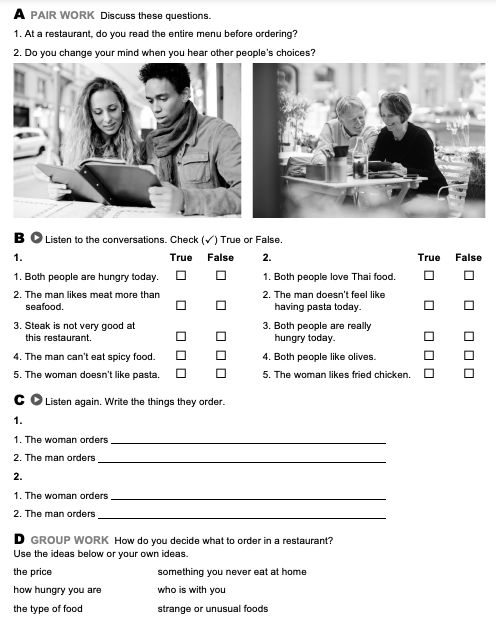 A PAIR WORK Discuss these questions.
1. At a restaurant, do you read the entire menu before ordering?
2. Do you change your mind when you hear other people's choices?
B Listen to the conversations. Check (✓) True or False.
1. True False
1. Both people are hungry today. ☐ ☐
2. The man likes meat more than
seafood. ☐ ☐
3. Steak is not very good at
this restaurant. ☐ ☐
4. The man can't eat spicy food. ☐ ☐
5. The woman doesn't like pasta. ☐ ☐
2. True False
1. Both people love Thai food. ☐ ☐
2. The man doesn't feel like
having pasta today. ☐ ☐
3. Both people are really
hungry today. ☐ ☐
4. Both people like olives. ☐ ☐
5. The woman likes fried chicken. ☐ ☐
C Listen again. Write the things they order.
1.
1. The woman orders
2. The man orders
2.
1. The woman orders
2. The man orders
D GROUP WORK How do you decide what to order in a restaurant?
Use the ideas below or your own ideas.
the price something you never eat at home
how hungry you are who is with you
the type of food strange or unusual foods